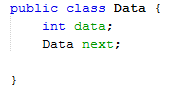 public class Data {
    int data;
    Data next;

}